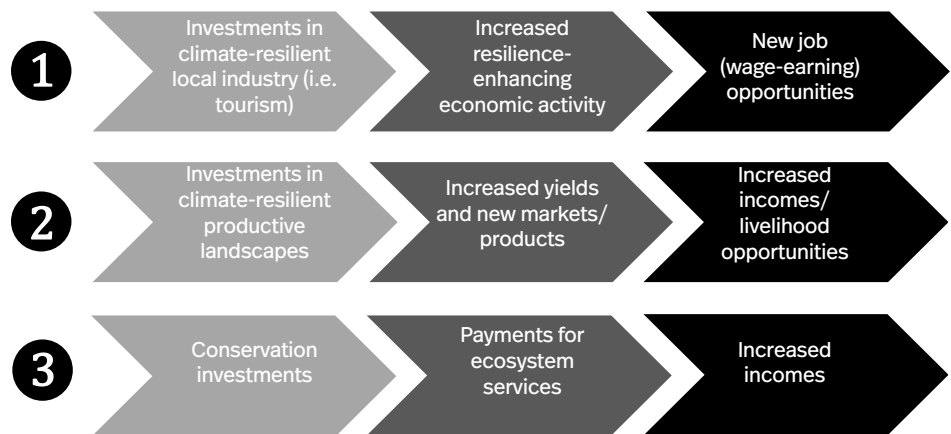 1
Investments in
climate-resilient
local industry (i.e.
tourism)
Increased
resilience-
enhancing
economic activity
New job
(wage-earning)
opportunities
2
Investments in
climate-resilient
productive
landscapes
Increased yields
and new markets/
products
Increased
incomes/
livelihood
opportunities
3
Conservation
investments
Payments for
ecosystem
services
Increased
incomes